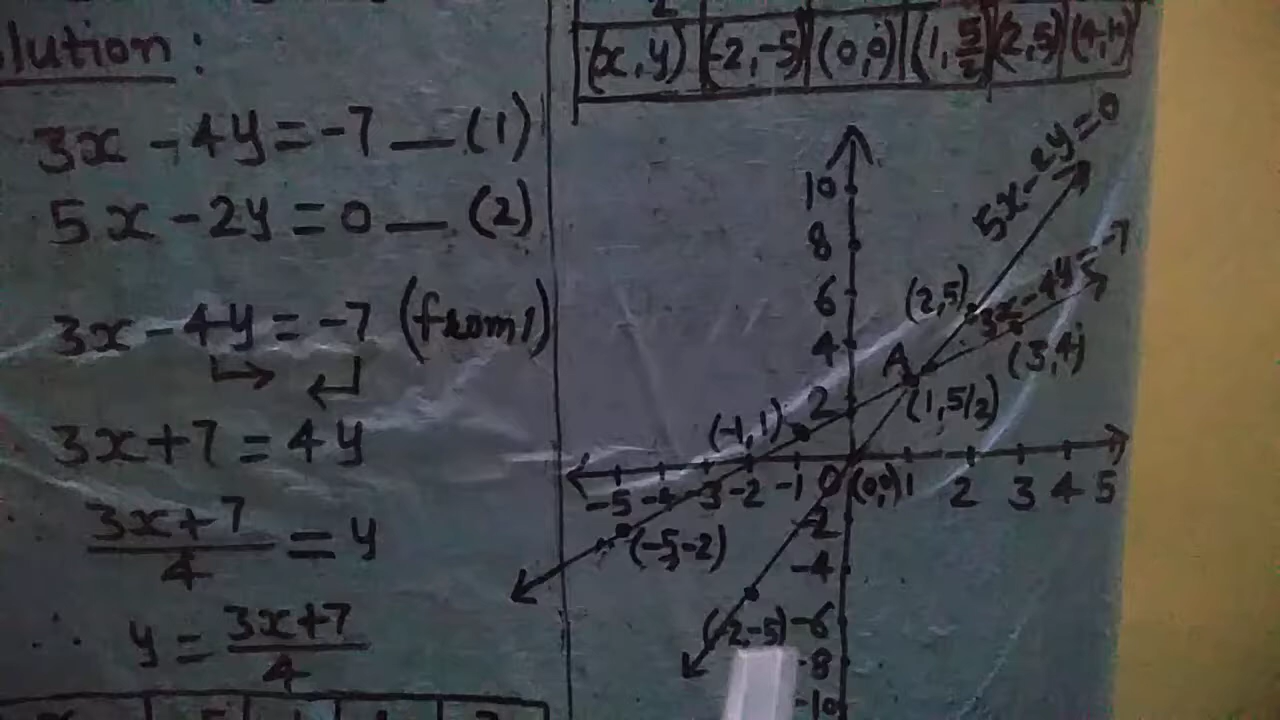 lution :
3x - 4y = -7 — (1)
5x - 2y = 0 — (2)
3x - 4y = -7 (from 1)
3x + 7 = 4y
3x+7/4 = y
∴ y = 3x+7/4
2
(x, y) (-2, -5) (0, 0) (1, 5/2) (2, 5)
5x - 2y = 0
3x - 4y = -7
10
8
6
4
2
(2, 5)
A
(3, 4)
(1, 5/2)
(-1, 1)
-5 -4 -3 -2 -1 0 (0,0) 1 2 3 4 5
(-5, -2)
-2
-4
(-2, -5)
-6
-8
-10